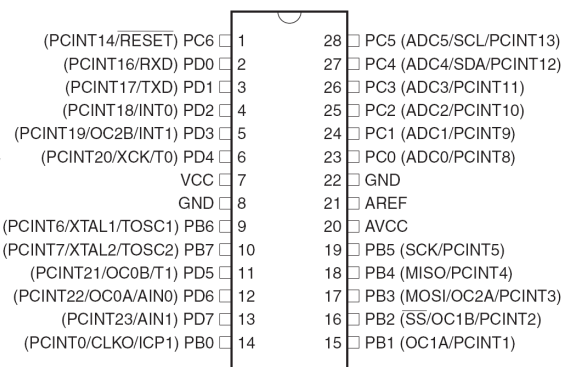 (PCINT14/RESET) PC6 1 28 PC5 (ADC5/SCL/PCINT13)
(PCINT16/RXD) PD0 2 27 PC4 (ADC4/SDA/PCINT12)
(PCINT17/TXD) PD1 3 26 PC3 (ADC3/PCINT11)
(PCINT18/INT0) PD2 4 25 PC2 (ADC2/PCINT10)
(PCINT19/OC2B/INT1) PD3 5 24 PC1 (ADC1/PCINT9)
(PCINT20/XCK/T0) PD4 6 23 PC0 (ADC0/PCINT8)
VCC 7 22 GND
GND 8 21 AREF
(PCINT6/XTAL1/TOSC1) PB6 9 20 AVCC
(PCINT7/XTAL2/TOSC2) PB7 10 19 PB5 (SCK/PCINT5)
(PCINT21/OC0B/T1) PD5 11 18 PB4 (MISO/PCINT4)
(PCINT22/OC0A/AIN0) PD6 12 17 PB3 (MOSI/OC2A/PCINT3)
(PCINT23/AIN1) PD7 13 16 PB2 (SS/OC1B/PCINT2)
(PCINT0/CLKO/ICP1) PB0 14 15 PB1 (OC1A/PCINT1)